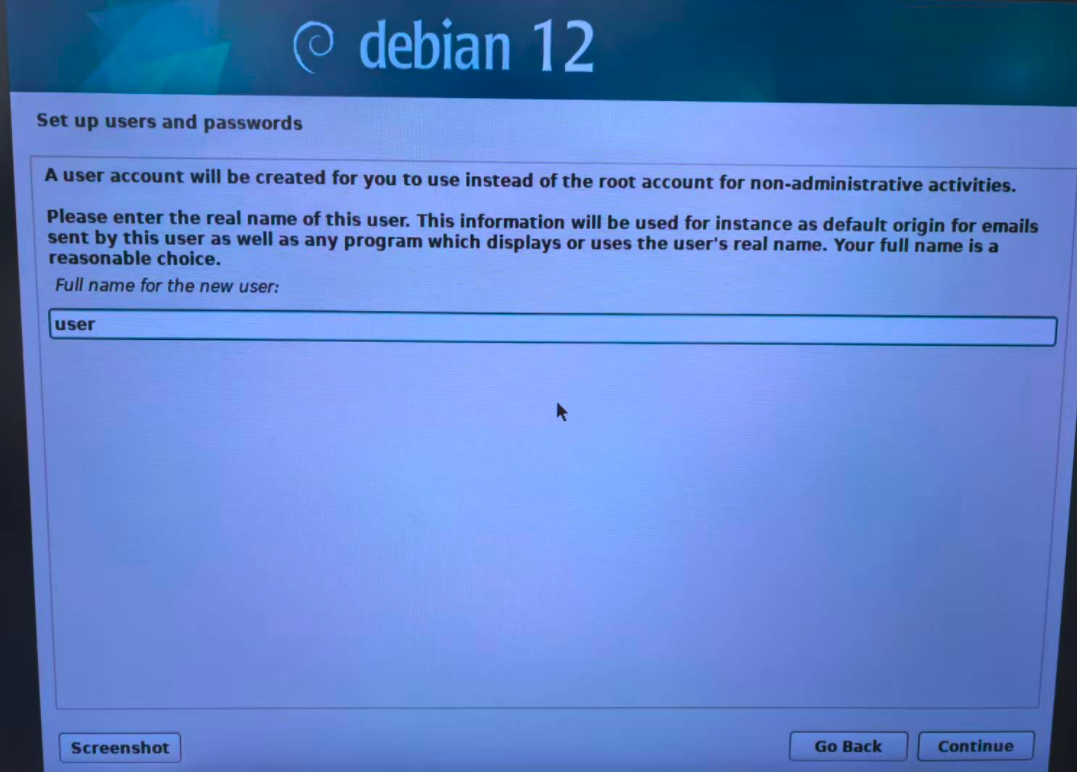 debian 12
Set up users and passwords
A user account will be created for you to use instead of the root account for non-administrative activities.
Please enter the real name of this user. This information will be used for instance as default origin for emails
sent by this user as well as any program which displays or uses the user's real name. Your full name is a
reasonable choice.
Full name for the new user:
user
Screenshot
Go Back
Continue